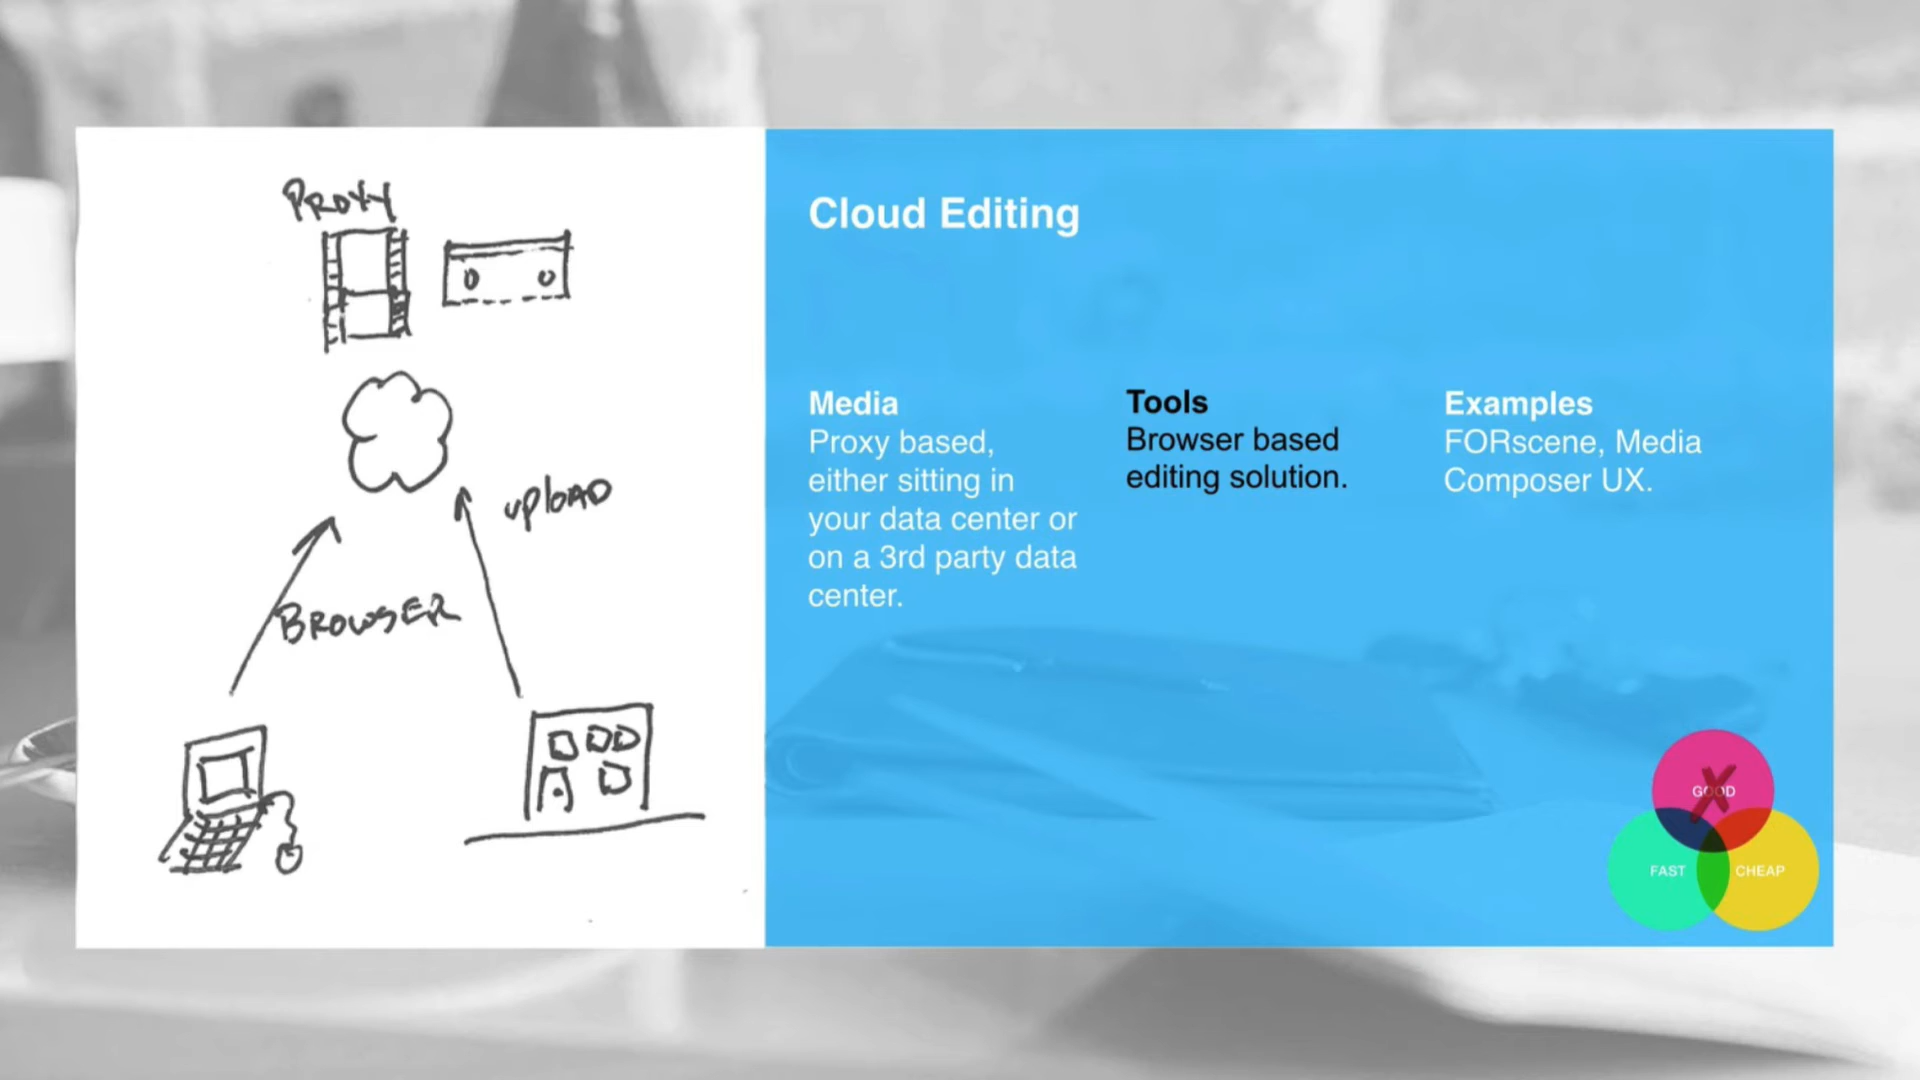 PROXY
UPLOAD
BROWSER
Cloud Editing
Media
Proxy based,
either sitting in
your data center or
on a 3rd party data
center.
Tools
Browser based
editing solution.
Examples
FORscene, Media
Composer UX.
GOOD
X
FAST
CHEAP